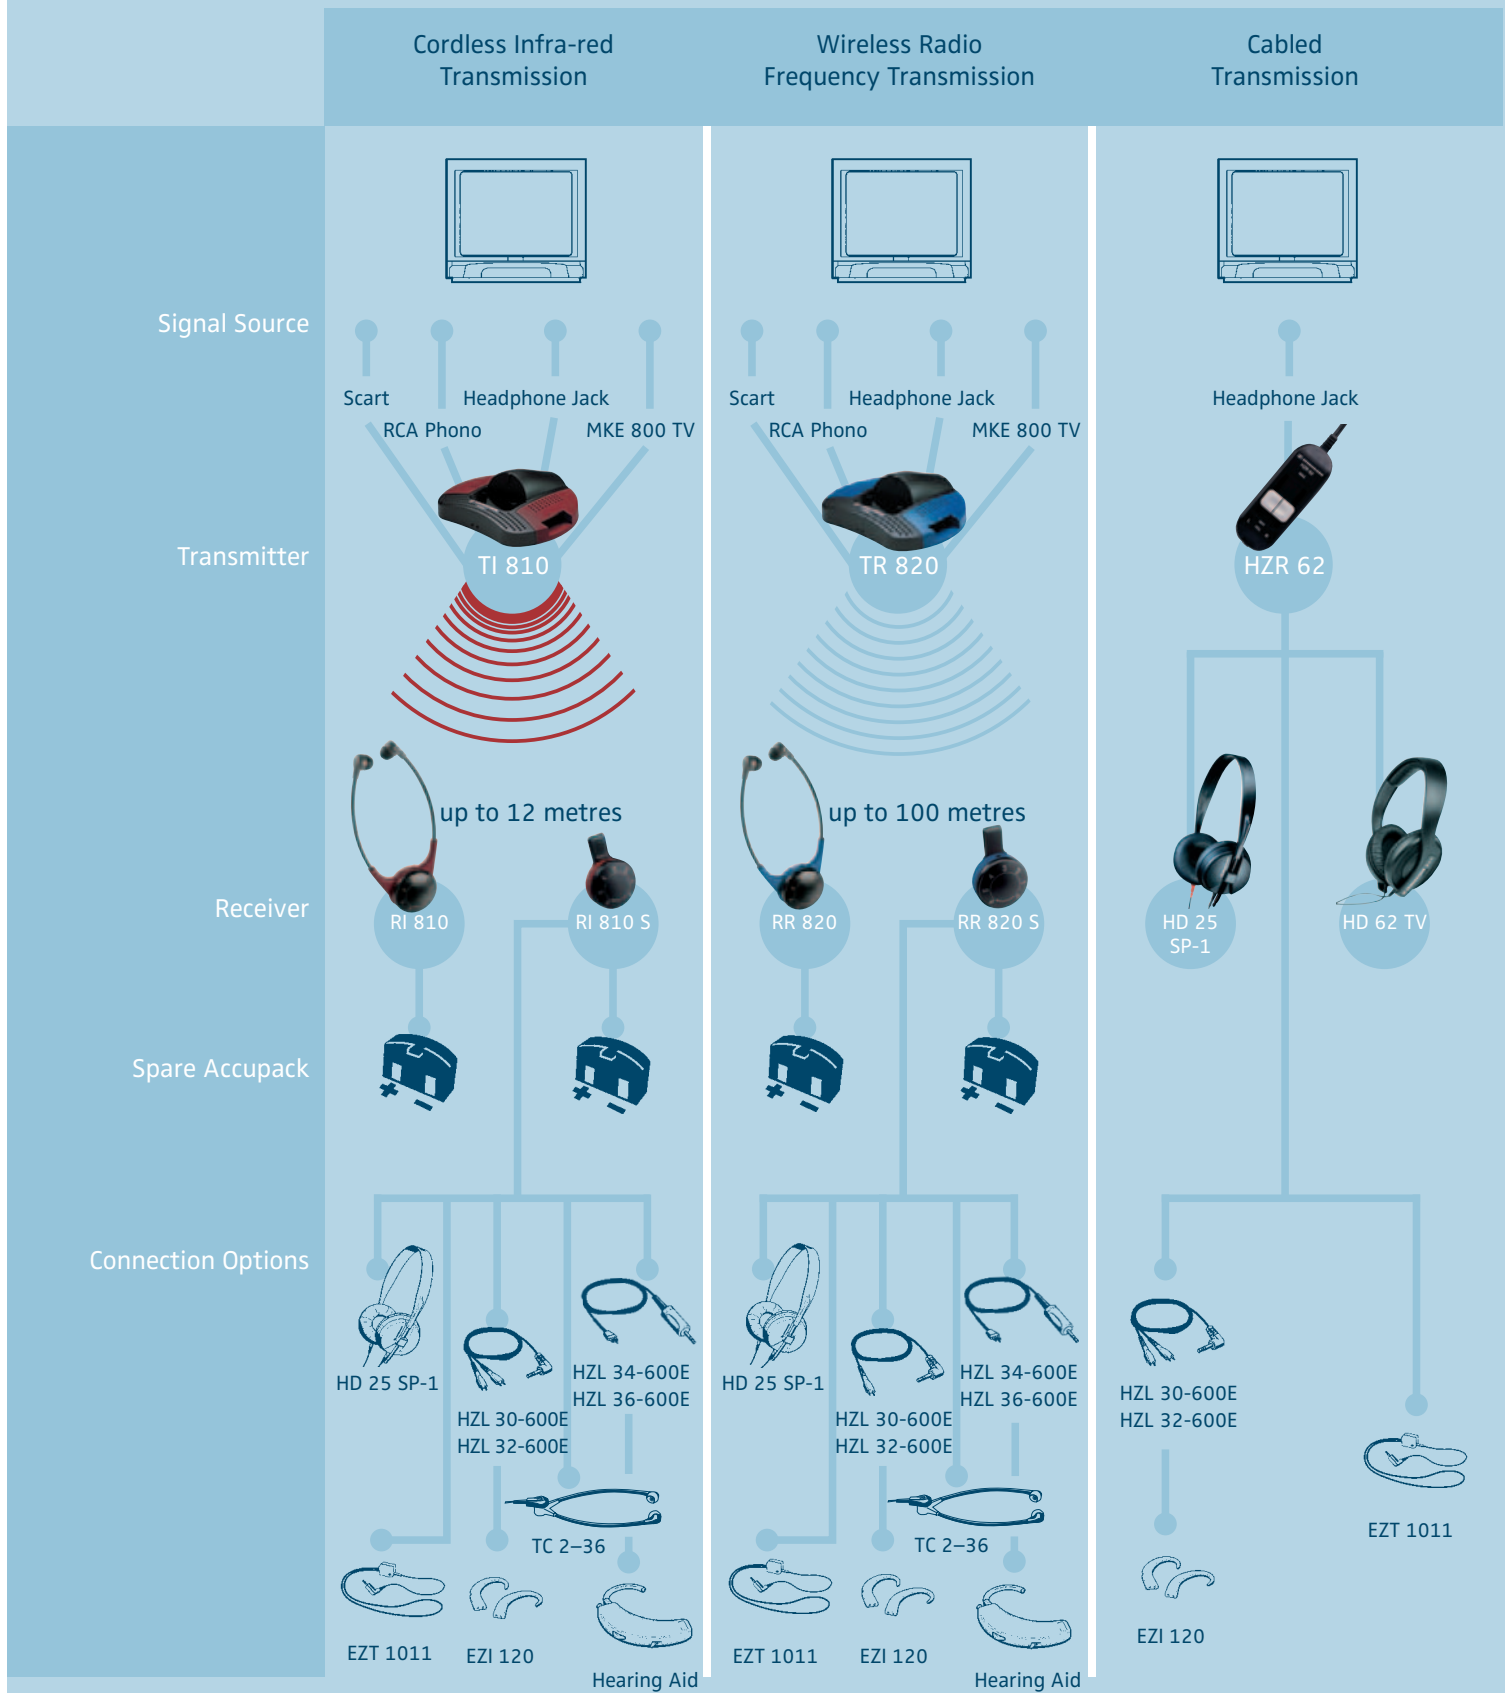 Cordless Infra-red
Transmission
Wireless Radio
Frequency Transmission
Cabled
Transmission
Signal Source
Scart
RCA Phono
Headphone Jack
MKE 800 TV
Scart
RCA Phono
Headphone Jack
MKE 800 TV
Headphone Jack
Transmitter
TI 810
TR 820
HZR 62
up to 12 metres
up to 100 metres
Receiver
RI 810
RI 810 S
RR 820
RR 820 S
HD 25
SP-1
HD 62 TV
Spare Accupack
Connection Options
HD 25 SP-1
HZL 30-600E
HZL 32-600E
HZL 34-600E
HZL 36-600E
TC 2–36
EZT 1011
EZI 120
Hearing Aid
HD 25 SP-1
HZL 30-600E
HZL 32-600E
HZL 34-600E
HZL 36-600E
TC 2–36
EZT 1011
EZI 120
Hearing Aid
HZL 30-600E
HZL 32-600E
EZT 1011
EZI 120